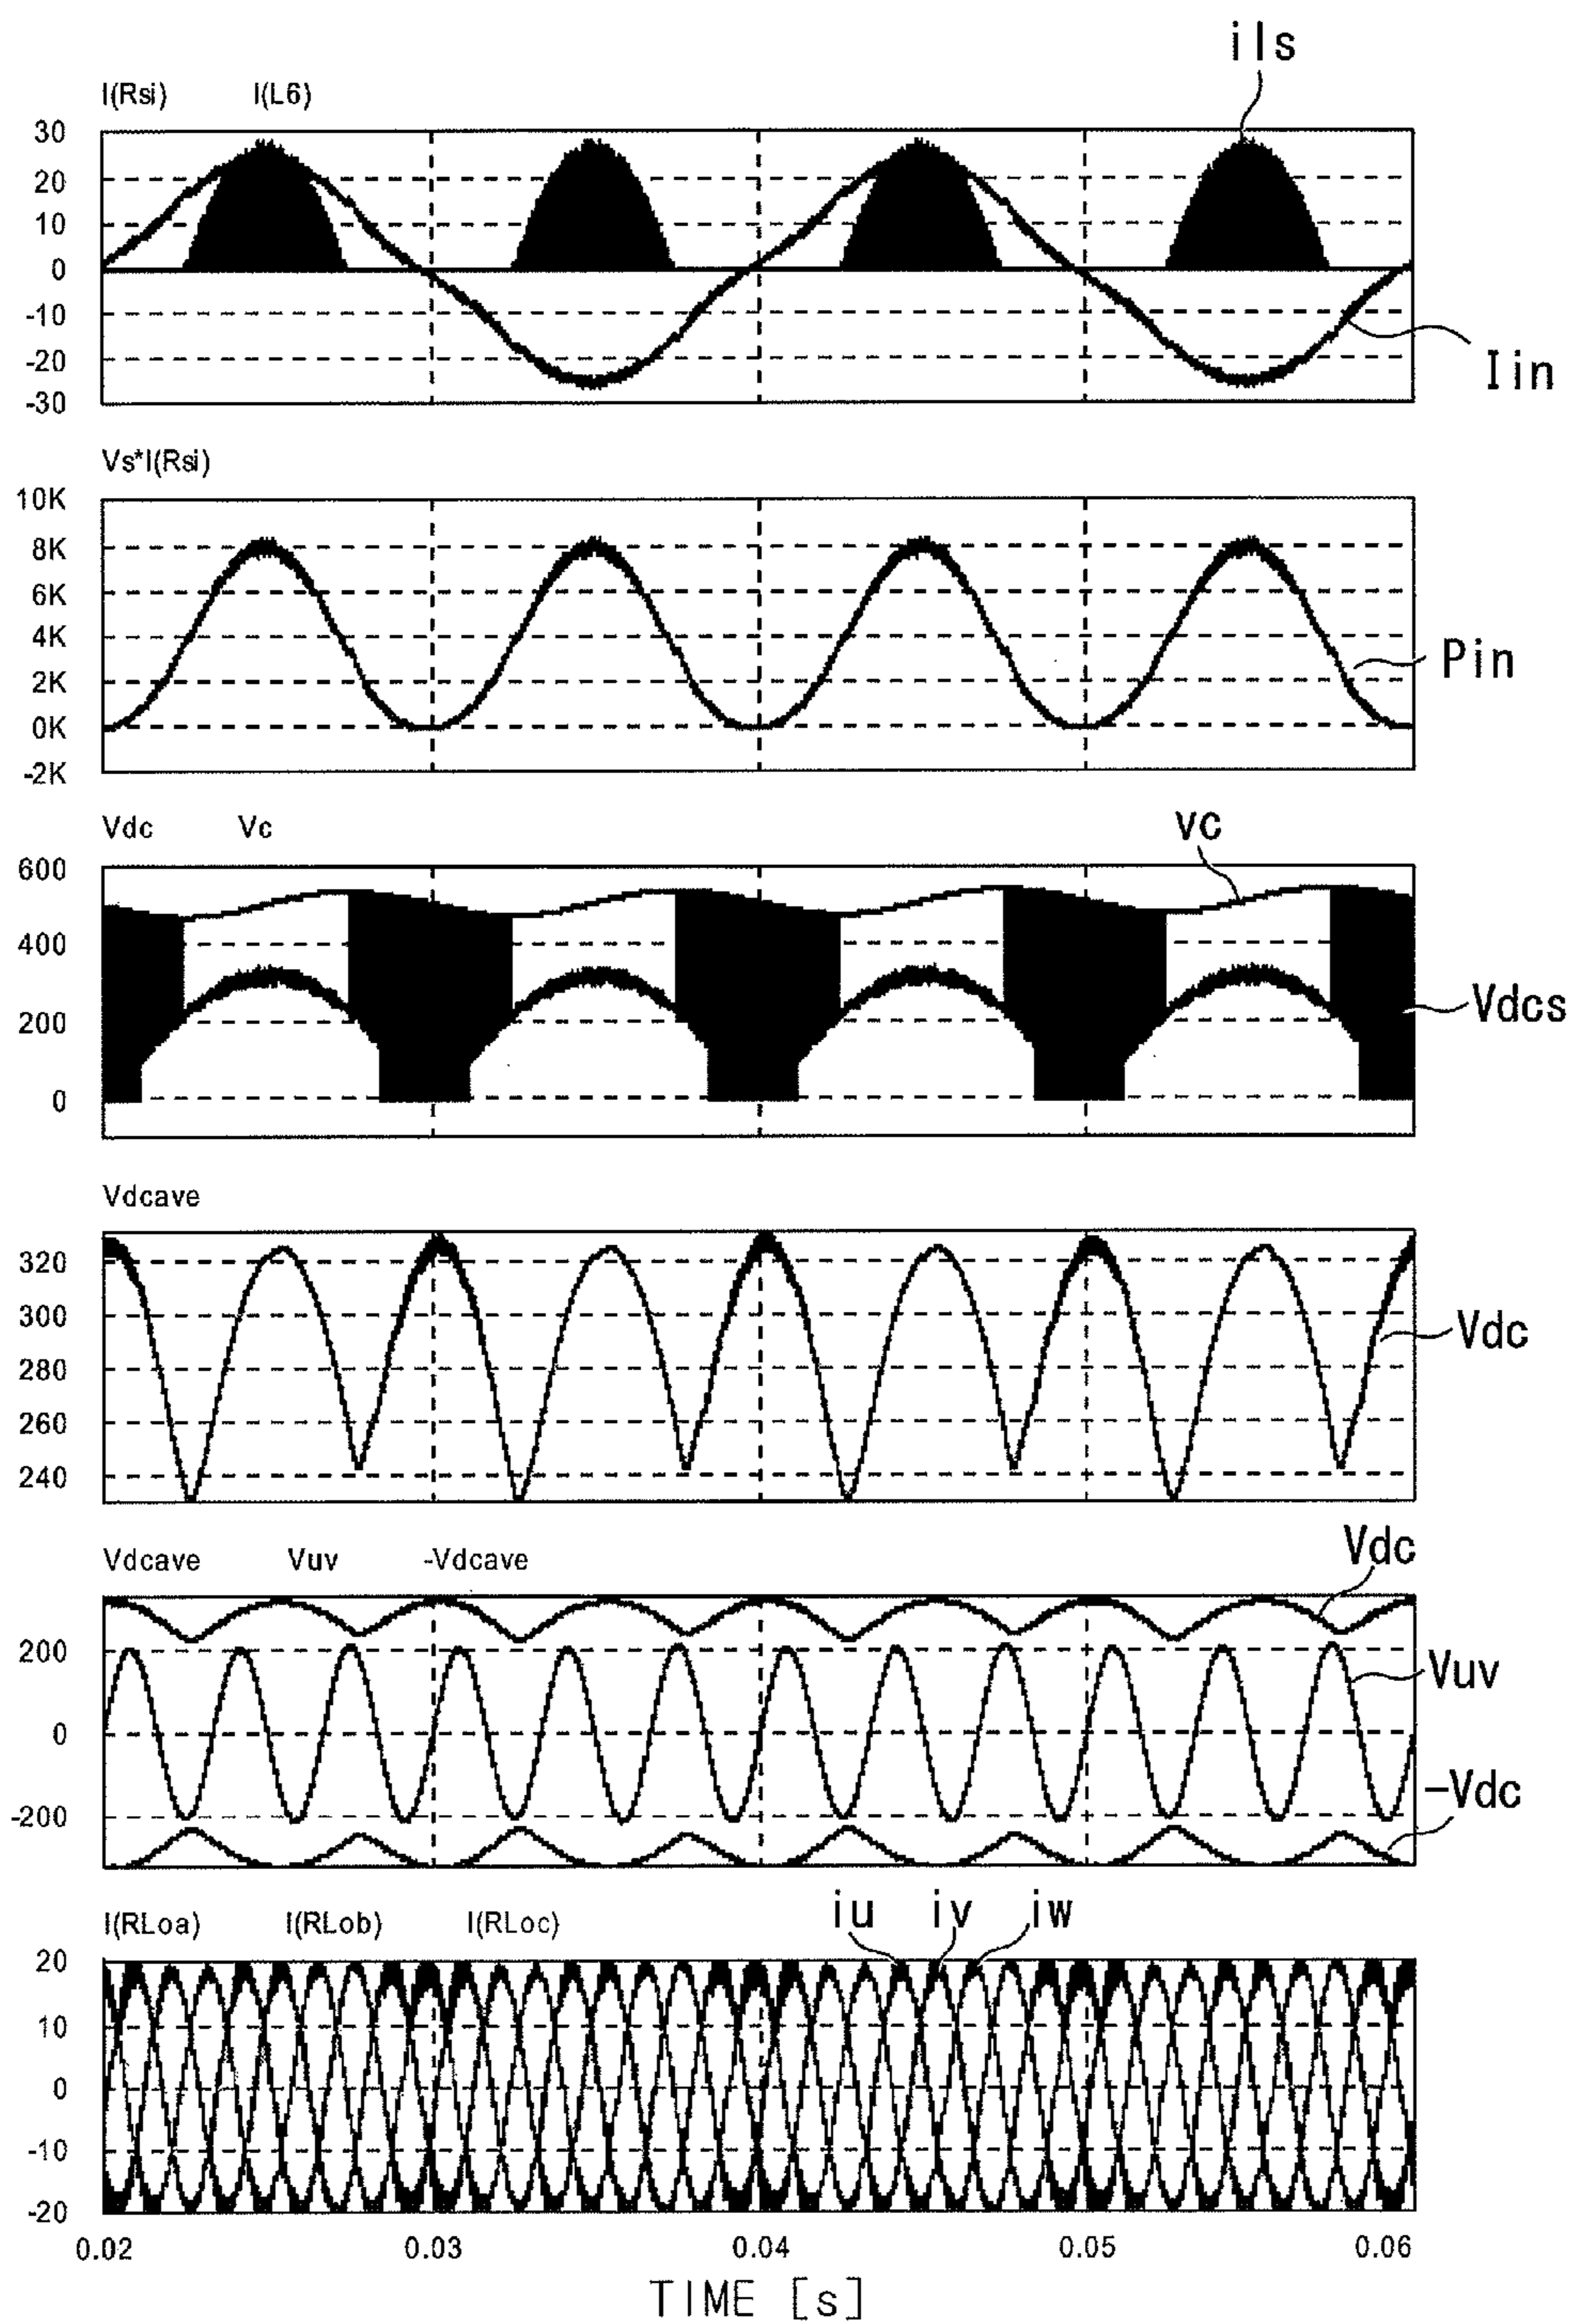 ils
I(Rsi) I(L6)
30
20
10
0
-10
-20
-30
Iin
Vs*I(Rsi)
10K
8K
6K
4K
2K
0K
-2K
Pin
Vdc Vc
vc
600
400
200
0
Vdcs
Vdcave
320
300
280
260
240
Vdc
Vdcave Vuv -Vdcave
Vdc
200
0
-200
Vuv
-Vdc
I(RLoa) I(RLob) I(RLoc)
iu iv iw
20
10
0
-10
-20
0.02 0.03 0.04 0.05 0.06
TIME [s]